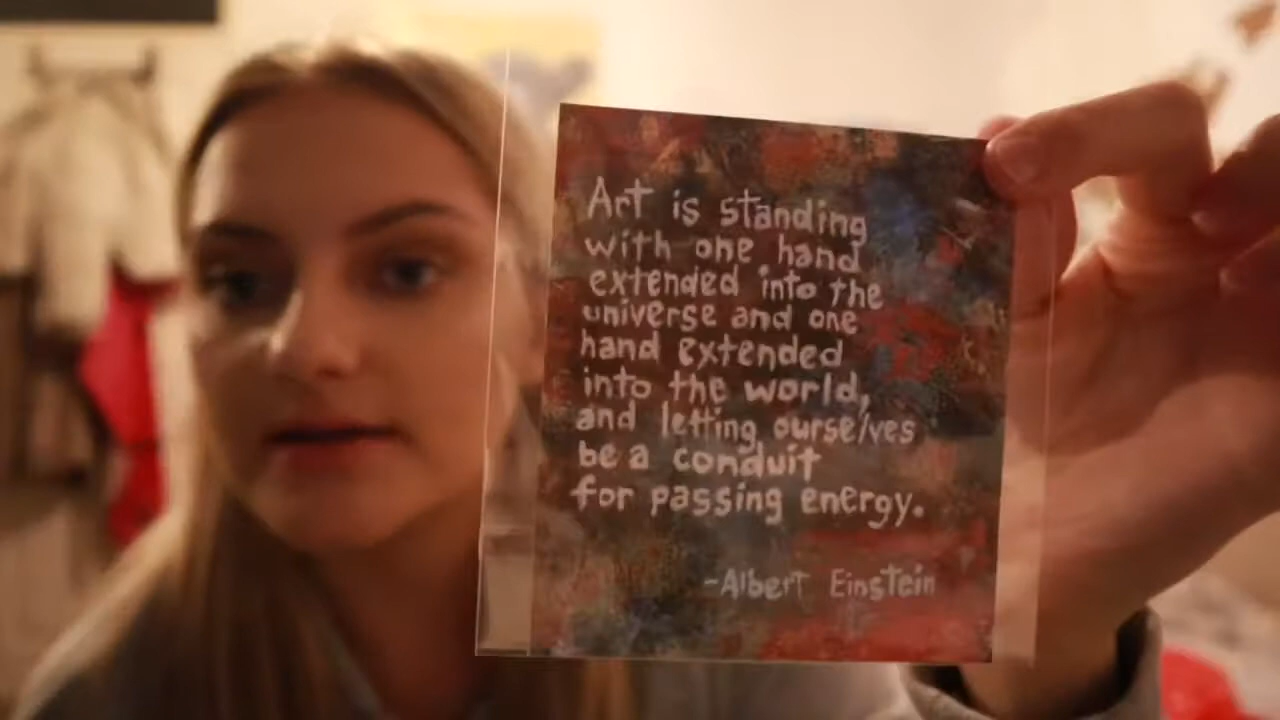 Art is standing
with one hand
extended into the
universe and one
hand extended
into the world,
and letting ourselves
be a conduit
for passing energy.
-Albert Einstein